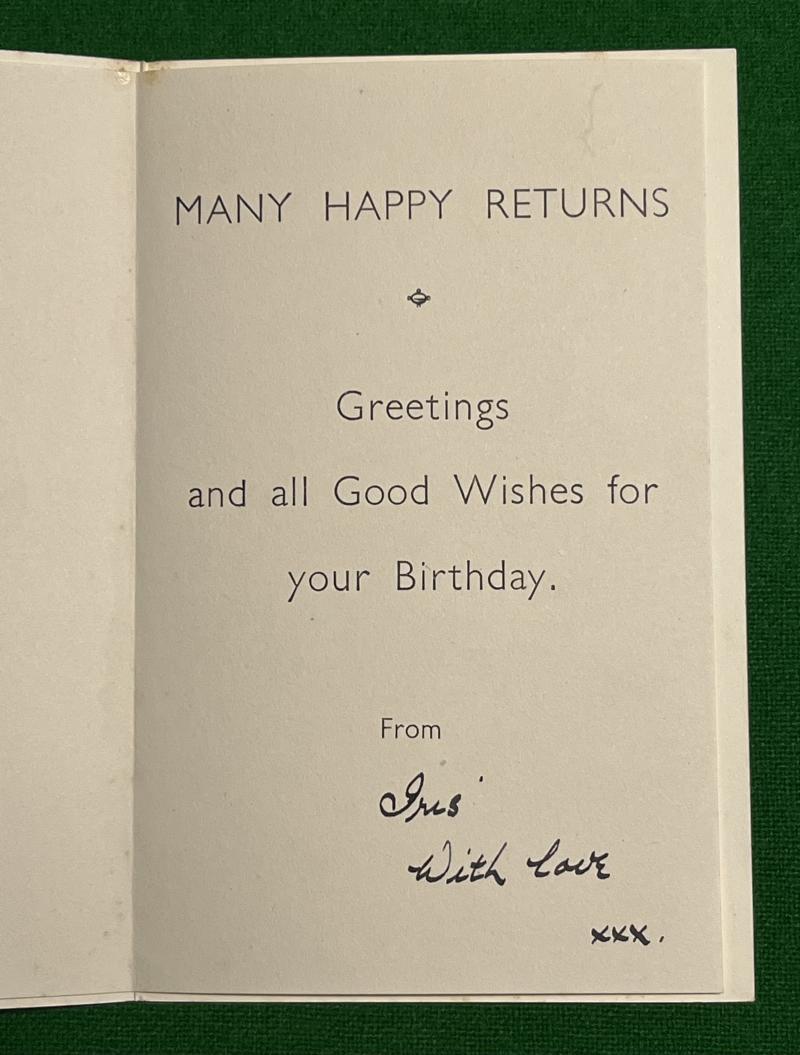 MANY HAPPY RETURNS
Greetings
and all Good Wishes for
your Birthday.
From
Iris
With love
xxx.